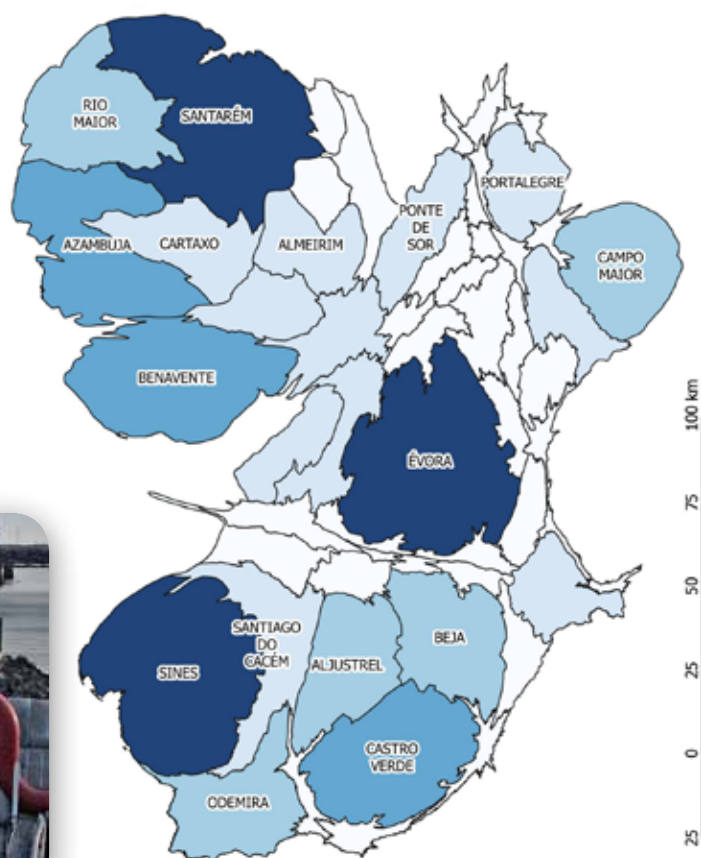 RIO
MAIOR
SANTARÉM
PORTALEGRE
PONTE
DE
SOR
AZAMBUJA
CARTAXO
ALMEIRIM
CAMPO
MAIOR
BENAVENTE
ÉVORA
SANTIAGO
DO
CACÉM
SINES
ALJUSTREL
BEJA
CASTRO
VERDE
ODEMIRA
100 km
75
50
25
0
25